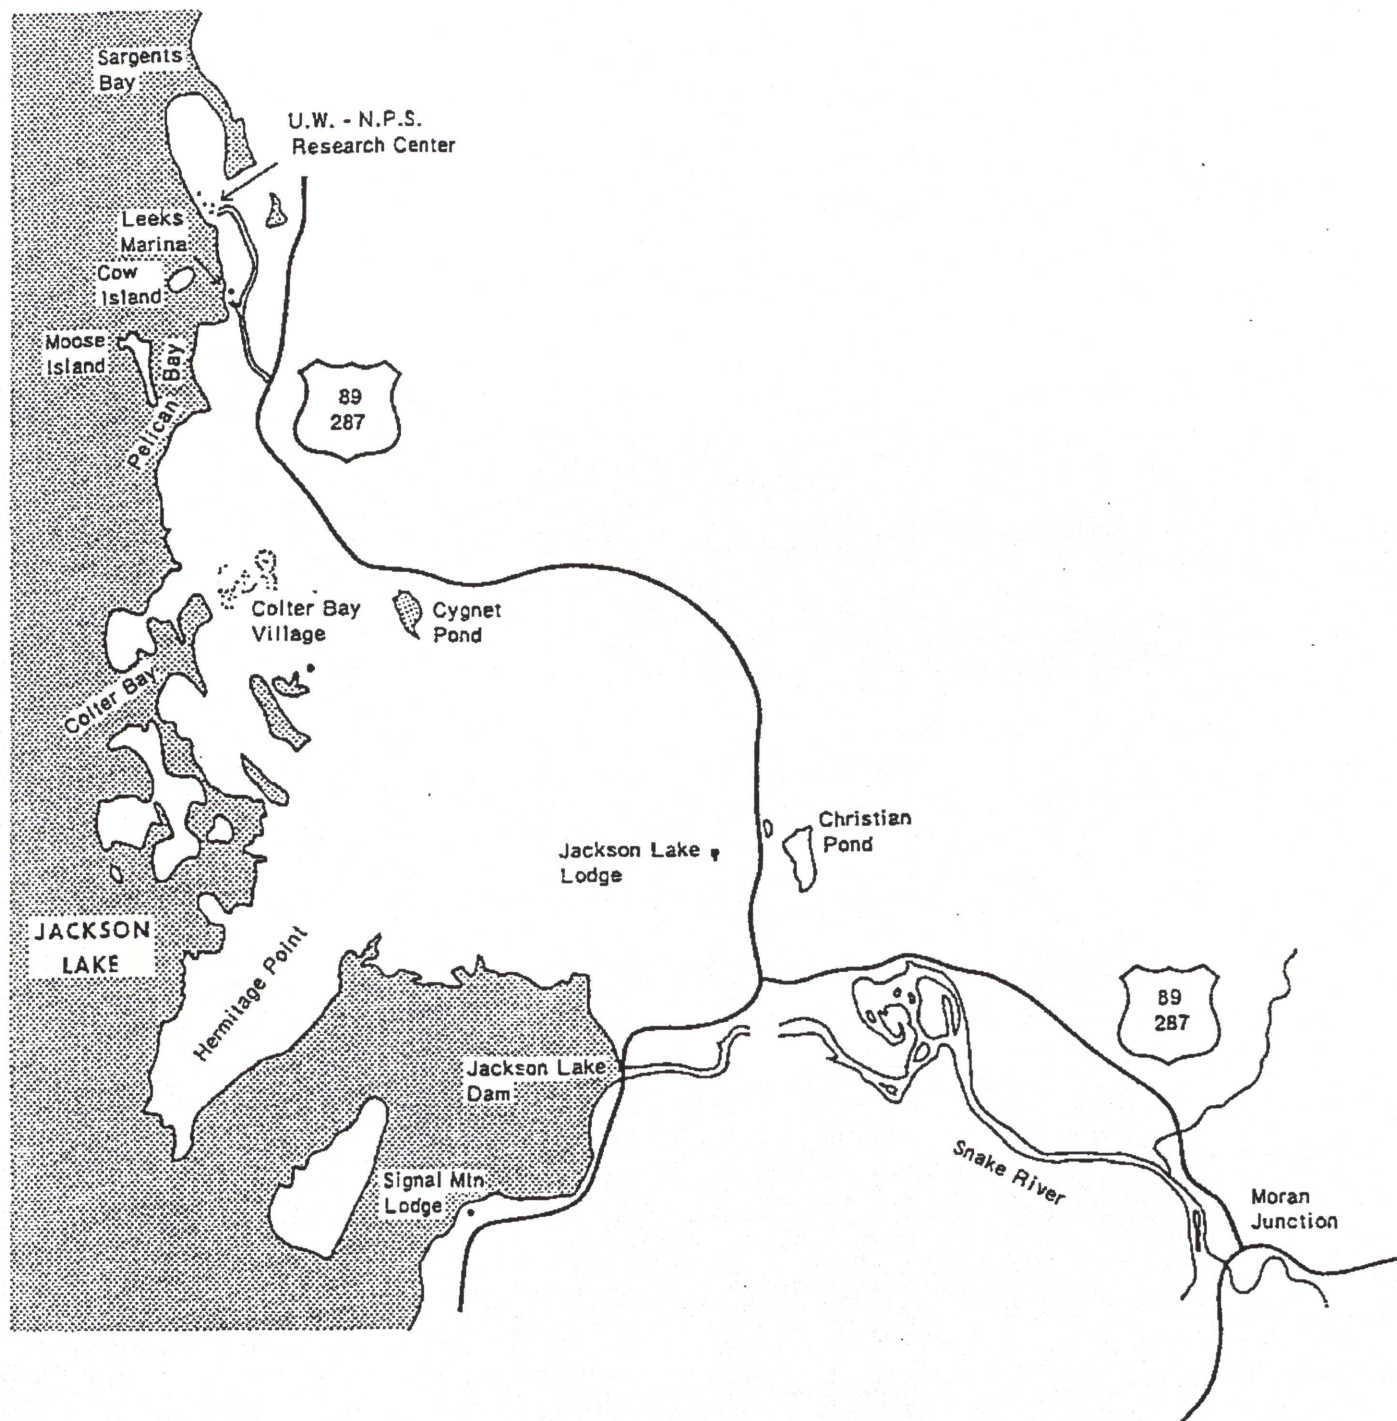 Sargents
Bay
U.W. - N.P.S.
Research Center
Leeks
Marina
Cow
Island
Moose
Island
Pelican Bay
89
287
Colter Bay
Village
Cygnet
Pond
Colter Bay
Christian
Pond
Jackson Lake
Lodge
JACKSON
LAKE
Hermitage Point
89
287
Jackson Lake
Dam
Snake River
Signal Mtn
Lodge
Moran
Junction